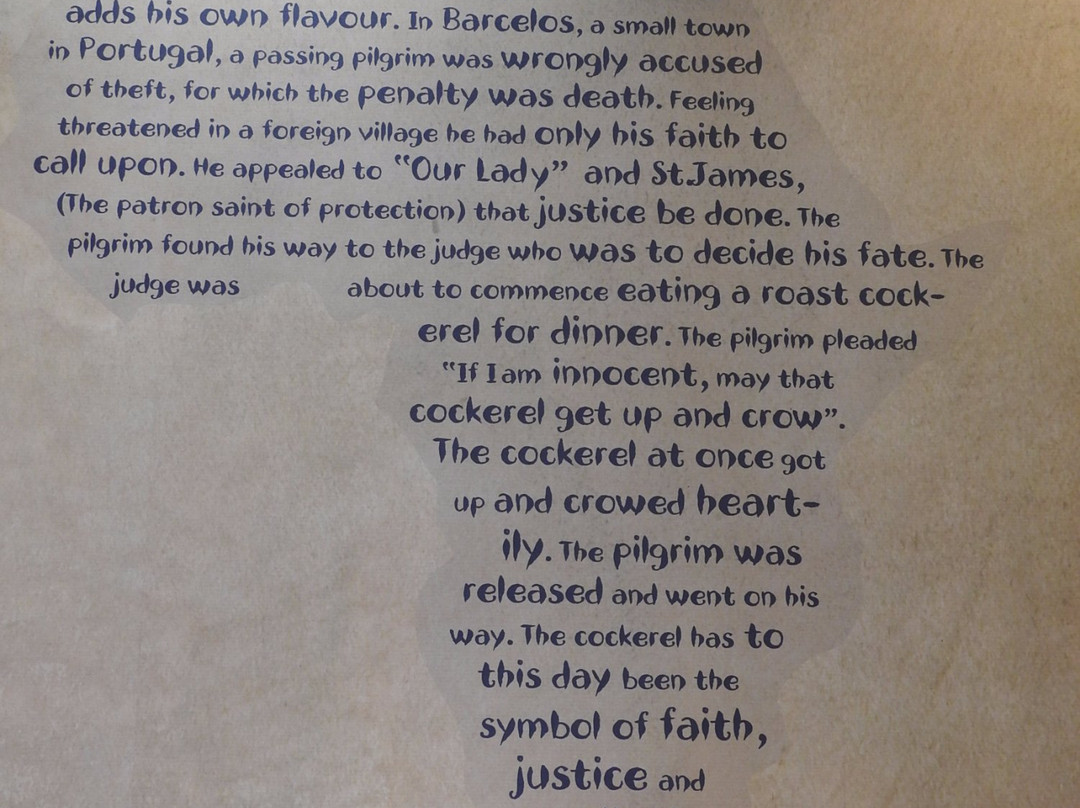 adds his own flavour. In Barcelos, a small town
in Portugal, a passing pilgrim was wrongly accused
of theft, for which the penalty was death. Feeling
threatened in a foreign village he had only his faith to
call upon. He appealed to “Our Lady” and St.James,
(The patron saint of protection) that justice be done. The
pilgrim found his way to the judge who was to decide his fate. The
judge was about to commence eating a roast cock-
erel for dinner. The pilgrim pleaded
“If I am innocent, may that
cockerel get up and crow”.
The cockerel at once got
up and crowed heart-
ily. The pilgrim was
released and went on his
way. The cockerel has to
this day been the
symbol of faith,
justice and